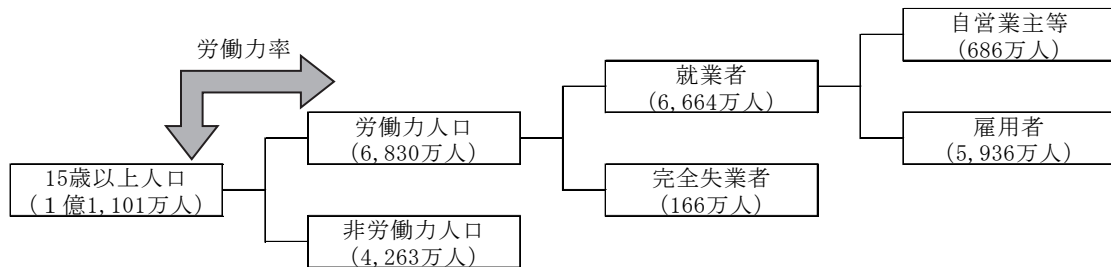 労働力率
15歳以上人口
(1億1,101万人)
労働力人口
(6,830万人)
非労働力人口
(4,263万人)
就業者
(6,664万人)
完全失業者
(166万人)
自営業主等
(686万人)
雇用者
(5,936万人)